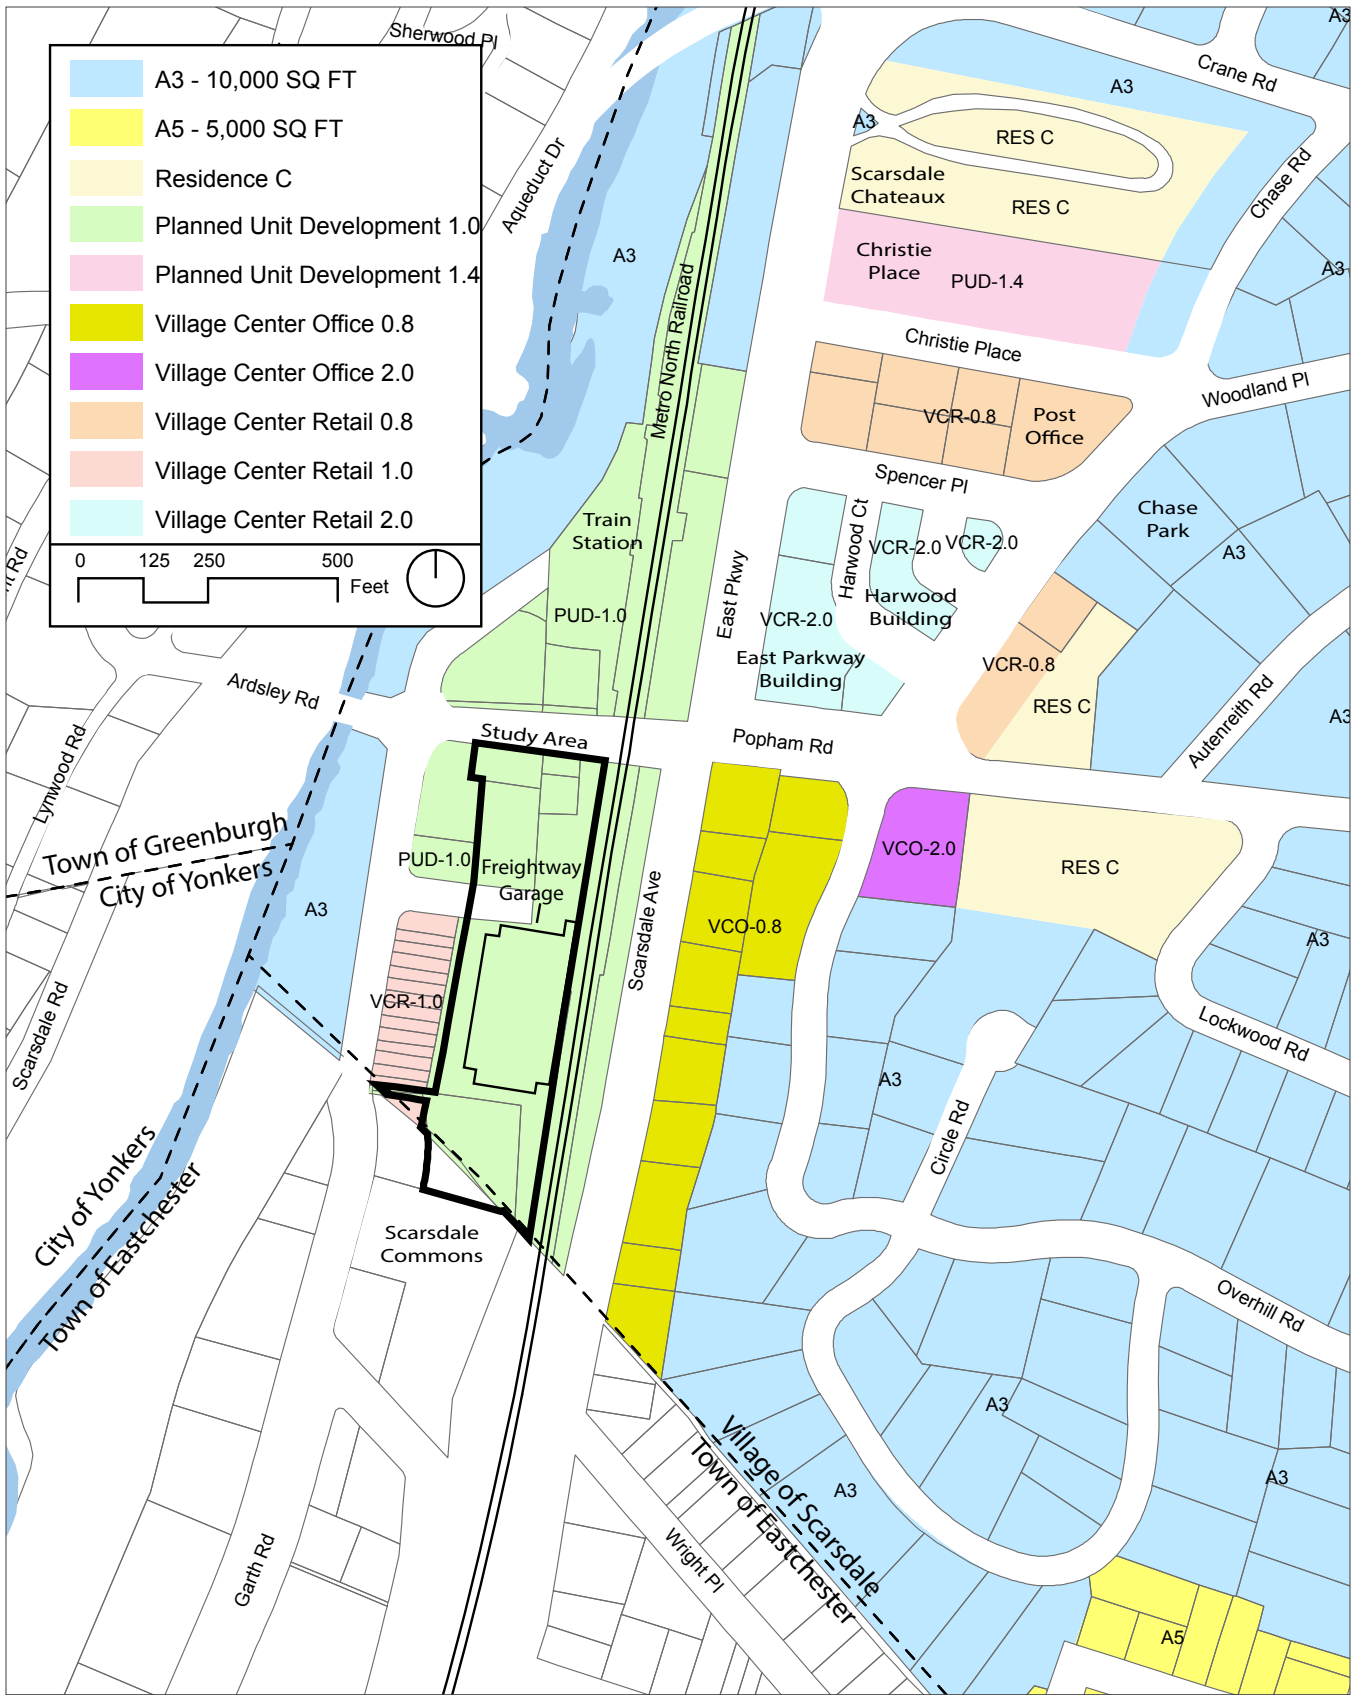 Sherwood Pl
A3
Crane Rd
A3 - 10,000 SQ FT
A5 - 5,000 SQ FT
Residence C
Planned Unit Development 1.0
Planned Unit Development 1.4
Village Center Office 0.8
Village Center Office 2.0
Village Center Retail 0.8
Village Center Retail 1.0
Village Center Retail 2.0
0 125 250 500
Feet
Aqueduct Dr
A3
A3
A3
RES C
Scarsdale
Chateaux
RES C
Chase Rd
Christie
Place
PUD-1.4
A3
Metro North Railroad
Christie Place
Woodland Pl
VCR-0.8
Post
Office
Spencer Pl
Train
Station
Harwood Ct
VCR-2.0
VCR-2.0
Chase
Park
A3
East Pkwy
Harwood
Building
PUD-1.0
VCR-2.0
East Parkway
Building
VCR-0.8
RES C
Autenreith Rd
A3
Ardsley Rd
Study Area
Popham Rd
Lynwood Rd
Town of Greenburgh
City of Yonkers
PUD-1.0
Freightway
Garage
VCO-2.0
RES C
A3
Scarsdale Ave
VCO-0.8
A3
VCR-1.0
Scarsdale Rd
Lockwood Rd
A3
Circle Rd
City of Yonkers
Town of Eastchester
Scarsdale
Commons
Overhill Rd
A3
A3
A3
Village of Scarsdale
Town of Eastchester
Garth Rd
Wright Pl
A5